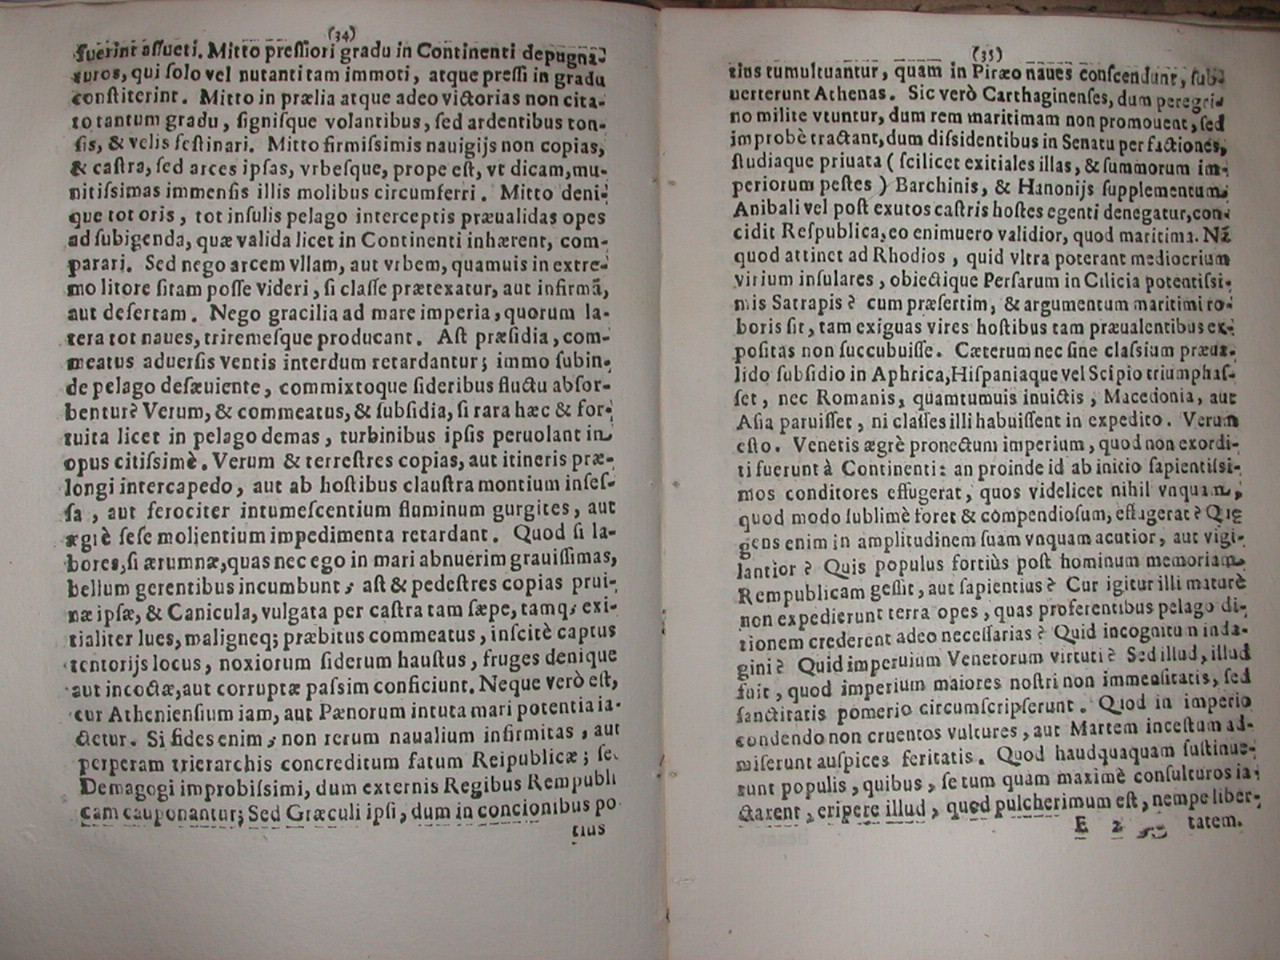 (34)
fuerint assueti. Mitto pressiori gradu in Continenti depugna-
turos, qui solo vel nutanti tam immoti, atque pressi in gradu
constiterint. Mitto in prælia atque adeo victorias non cita-
to tantum gradu, signisque volantibus, sed ardentibus ton-
sis, & velis festinari. Mitto firmissimis nauigijs non copias,
& castra, sed arces ipsas, vrbesque, prope est, vt dicam, mu-
nitissimas immensis illis molibus circumferri. Mitto deni-
que tot oris, tot insulis pelago interceptis præualidas opes
ad subigenda, quæ valida licet in Continenti inhærent, com-
parari. Sed nego arcem vllam, aut vrbem, quamuis in extre-
mo litore sitam posse videri, si classe prætexatur, aut infirmã,
aut desertam. Nego gracilia ad mare imperia, quorum la-
tera tot naues, triremesque producant. Ast præsidia, com-
meatus aduersis ventis interdum retardantur; immo subin-
de pelago desæuiente, commixtoque sideribus fluctu absor-
bentur? Verum, & commeatus, & subsidia, si rara hæc & for-
tuita licet in pelago demas, turbinibus ipsis peruolant in
opus citissimè. Verum & terrestres copias, aut itineris præ-
longi intercapedo, aut ab hostibus claustra montium inses-
sa, aut ferociter intumescentium fluminum gurgites, aut
ægrè sese molientium impedimenta retardant. Quod si la-
bores, si ærumnæ, quas nec ego in mari abnuerim grauissimas,
bellum gerentibus incumbunt; ast & pedestres copias prui-
næ ipsæ, & Canicula, vulgata per castra tam sæpe, tamq; exi-
tialiter lues, maligneq; præbitus commeatus, inscitè captus
tentorijs locus, noxiorum siderum haustus, fruges denique
aut incoctæ, aut corruptæ passim conficiunt. Neque verò est,
cur Atheniensium iam, aut Pænorum intuta mari potentia ia-
ctetur. Si fides enim, non rerum naualium infirmitas, aut
perperam trierarchis concreditum fatum Reipublicæ; se
Demagogi improbissimi, dum externis Regibus Rempubli
cam cauponantur; Sed Græculi ipsi, dum in concionibus po
tius
(35)
tius tumultuantur, quam in Piræo naues conscendunt, sub-
uerterunt Athenas. Sic verò Carthaginenses, dum peregri-
no milite vtuntur, dum rem maritimam non promouent, sed
improbè tractant, dum dissidentibus in Senatu per factiones,
studiaque priuata (scilicet exitiales illas, & summorum im-
periorum pestes) Barchinis, & Hanonijs supplementum
Anibali vel post exutos castris hostes egenti denegatur, con-
cidit Respublica, eo enimuero validior, quod maritima. Nã
quod attinet ad Rhodios, quid vltra poterant mediocrium
virium insulares, obiectique Persarum in Cilicia potentissi-
mis Satrapis? cum præsertim, & argumentum maritimi ro-
boris sit, tam exiguas vires hostibus tam præualentibus ex-
positas non succubuisse. Cæterum nec sine classium præua-
lido subsidio in Aphrica, Hispaniaque vel Scipio triumphas-
set, nec Romanis, quamtumuis inuictis, Macedonia, aut
Asia paruisset, ni classes illi habuissent in expedito. Verum
esto. Venetis ægrè pronectum imperium, quod non exordi-
ti fuerunt à Continenti: an proinde id ab initio sapientissi-
mos conditores effugerat, quos videlicet nihil vnquam,
quod modo sublimè foret & compendiosum, effugerat? Quę
gens enim in amplitudinem suam vnquam acutior, aut vigi-
lantior? Quis populus fortiùs post hominum memoriam
Rempublicam gessit, aut sapientius? Cur igitur illi maturè
non expedierunt terra opes, quas proferentibus pelago di-
tionem crederent adeo necessarias? Quid incognitum inda-
gini? Quid imperuium Venetorum virtuti? Sed illud, illud
fuit, quod imperium maiores nostri non immensitatis, sed
sanctitatis pomerio circumscripserunt. Quod in imperio
condendo non cruentos vultures, aut Martem incestum ad-
miserunt auspices feritatis. Quod haudquaquam sustinue-
runt populis, quibus, se tum quam maximè consulturos ia-
ctarent, eripere illud, quod pulcherimum est, nempe liber-
E 2 tatem.